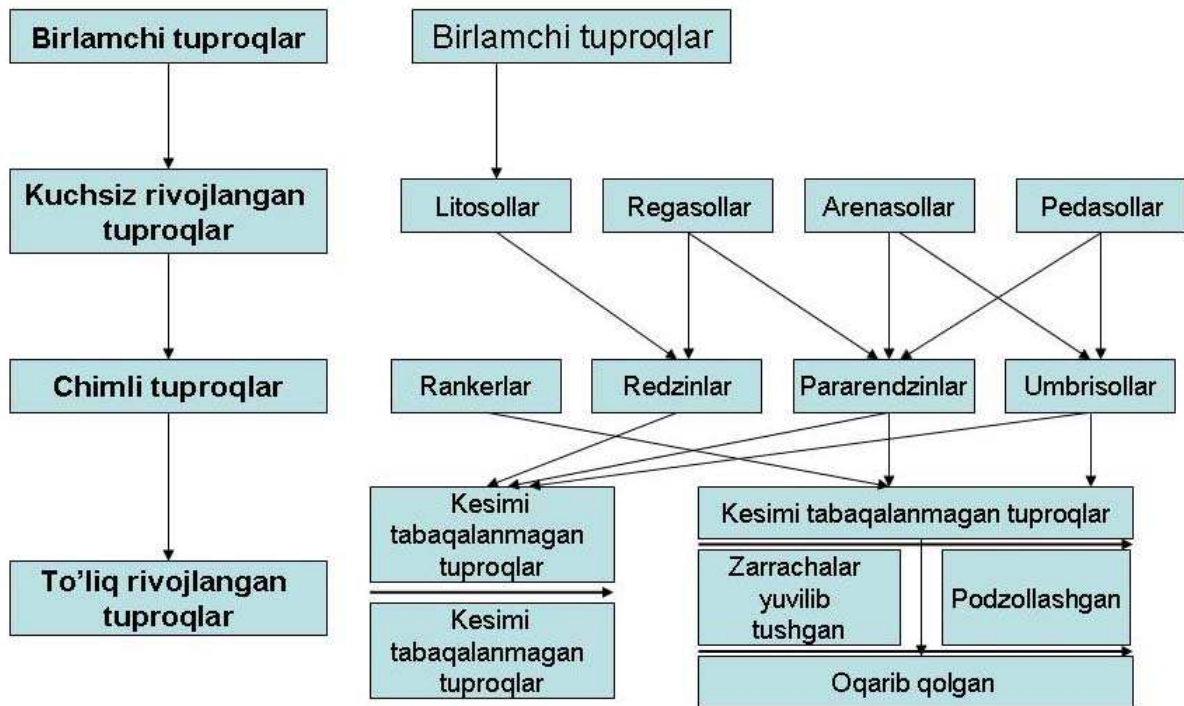 Birlamchi tuproqlar
Birlamchi tuproqlar
Kuchsiz rivojlangan
tuproqlar
Litosollar
Regasollar
Arenasollar
Pedasollar
Chimli tuproqlar
Rankerlar
Redzinlar
Pararendzinlar
Umbrisollar
To'liq rivojlangan
tuproqlar
Kesimi
tabaqalanmagan
tuproqlar
Kesimi
tabaqalanmagan
tuproqlar
Kesimi tabaqalanmagan tuproqlar
Zarrachalar
yuvilib
tushgan
Podzollashgan
Oqarib qolgan